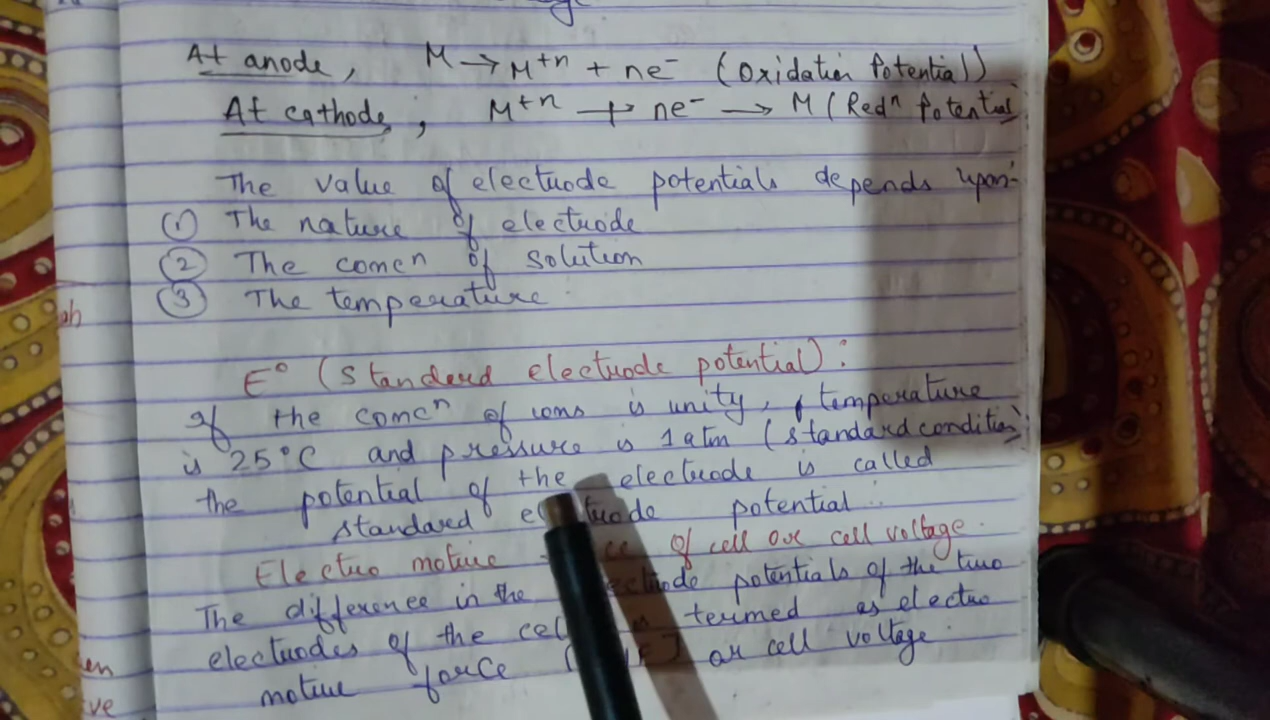 At anode, M → M+n + ne- (Oxidation Potential)
At cathode, ; M+n + ne- → M (Redn Potential
The value of electrode potentials depends upon:-
(1) The nature of electrode
(2) The concn of solution
(3) The temperature
E° (Standerd electrode potential):
If the concn of ions is unity, temperature
is 25°C and pressure is 1 atm (standard condition)
the potential of the electrode is called
standard electrode potential
Electro motive of cell or cell voltage.
The difference in the potentials of the two
electrodes of the cell termed as electro
motive force or cell voltage.
en
ve